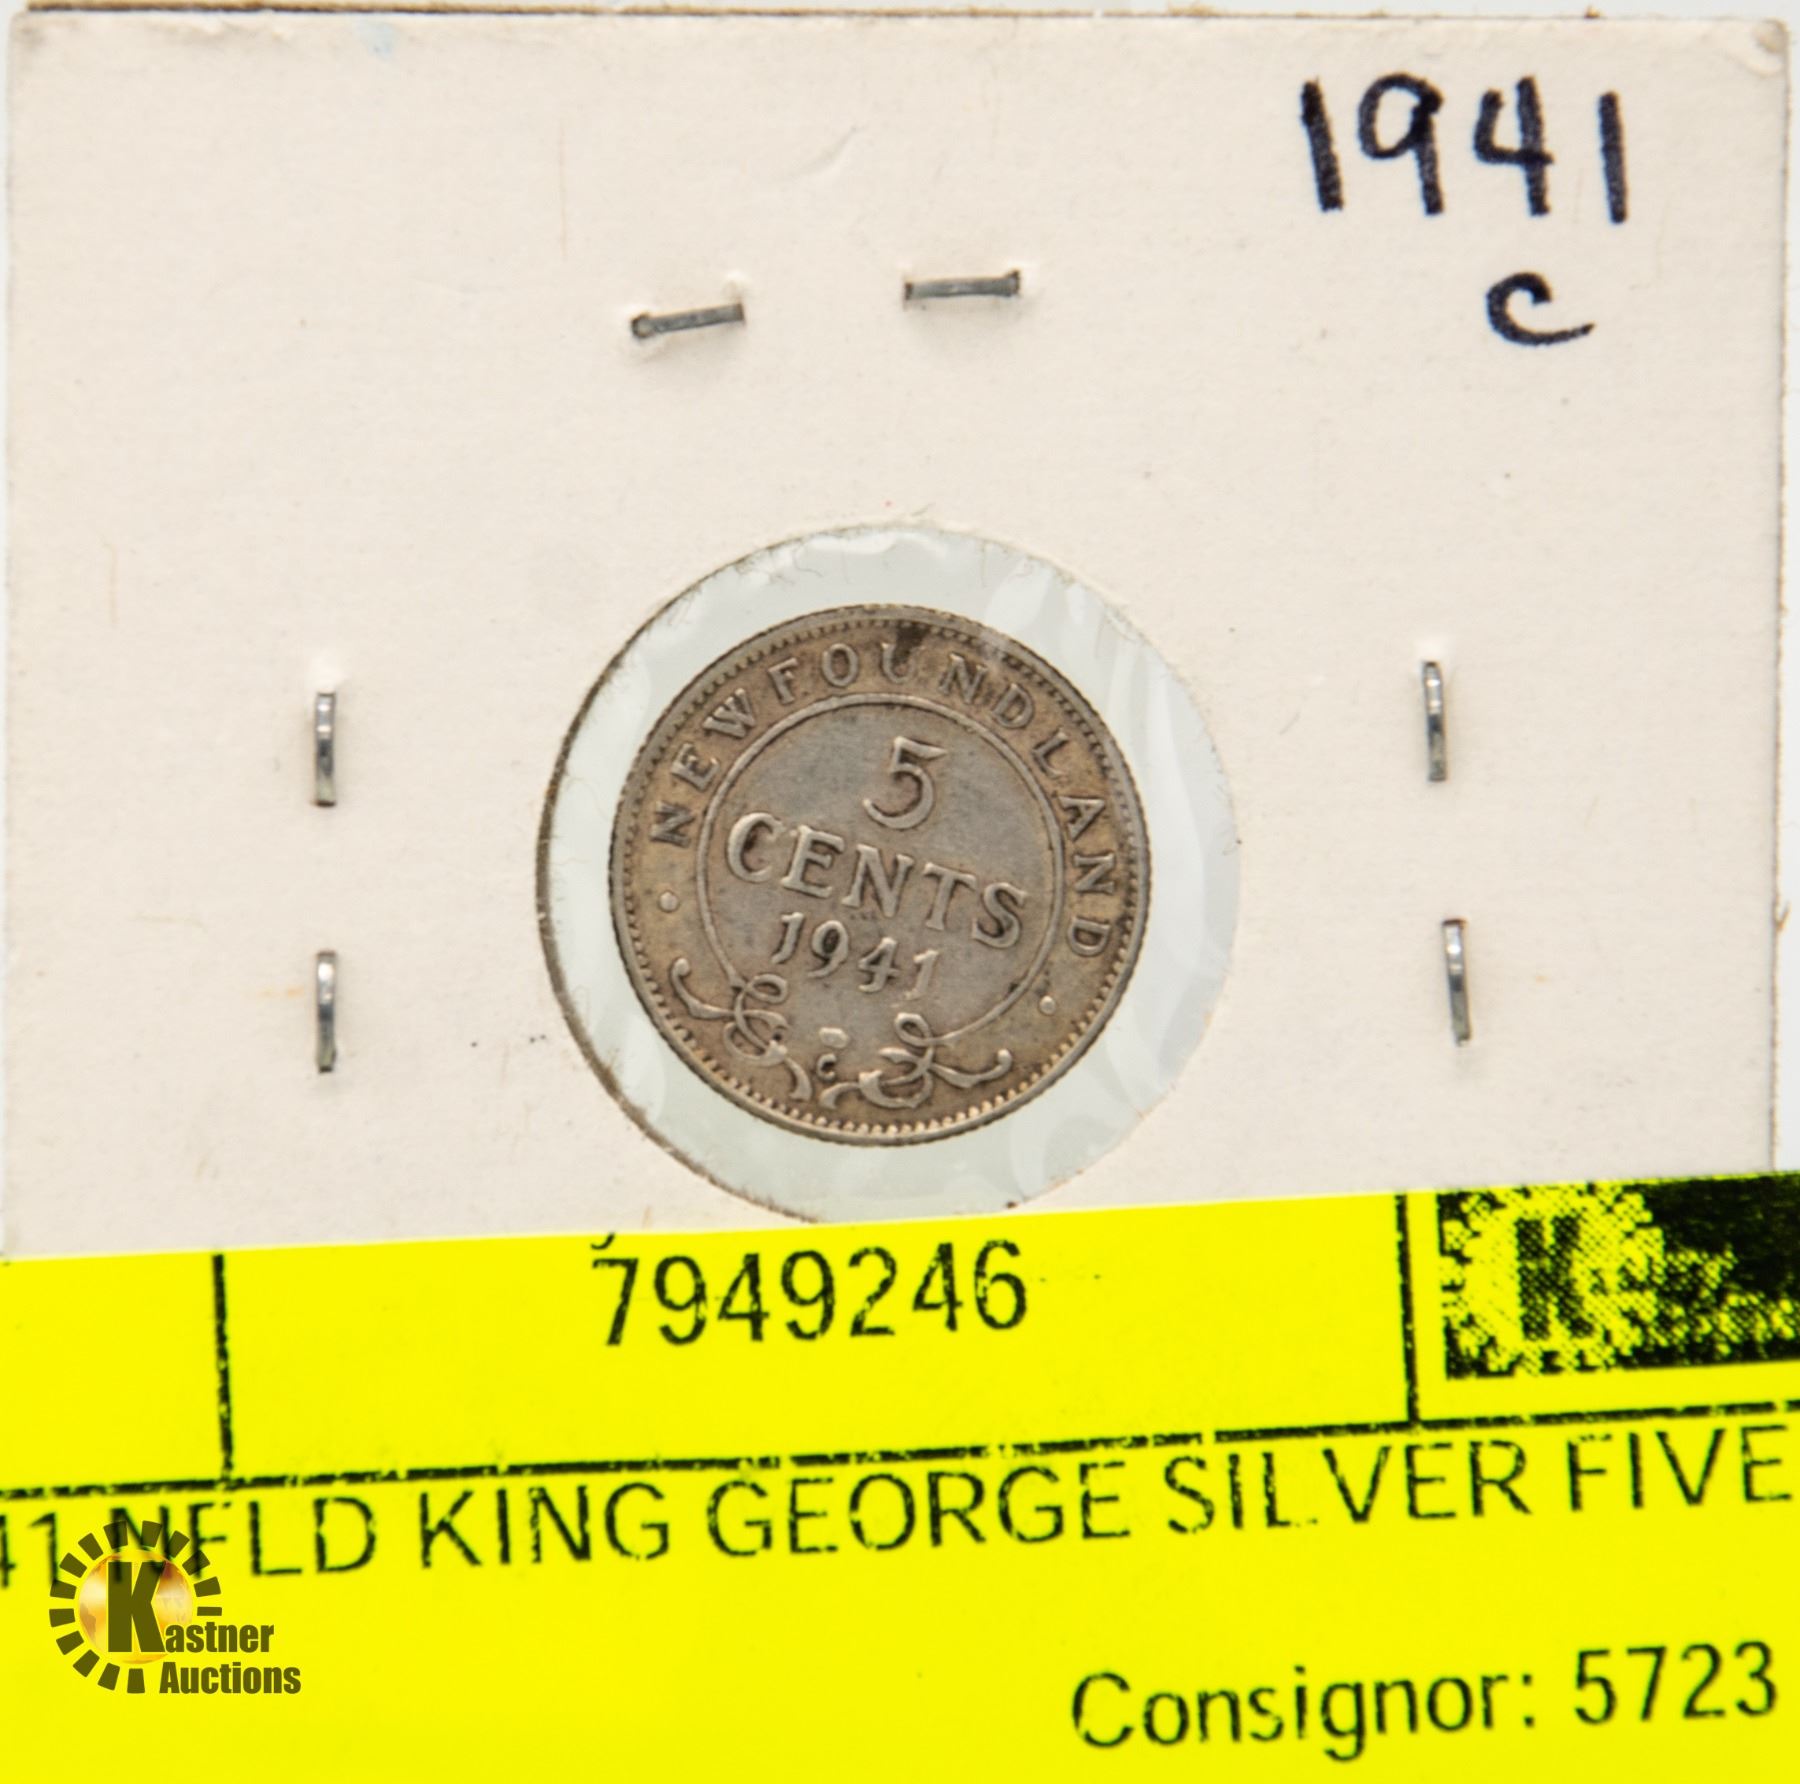 1941
C
NEWFOUNDLAND
5
CENTS
1941
C
7949246
41 NFLD KING GEORGE SILVER FIVE
Kastner
Auctions
Consignor: 5723